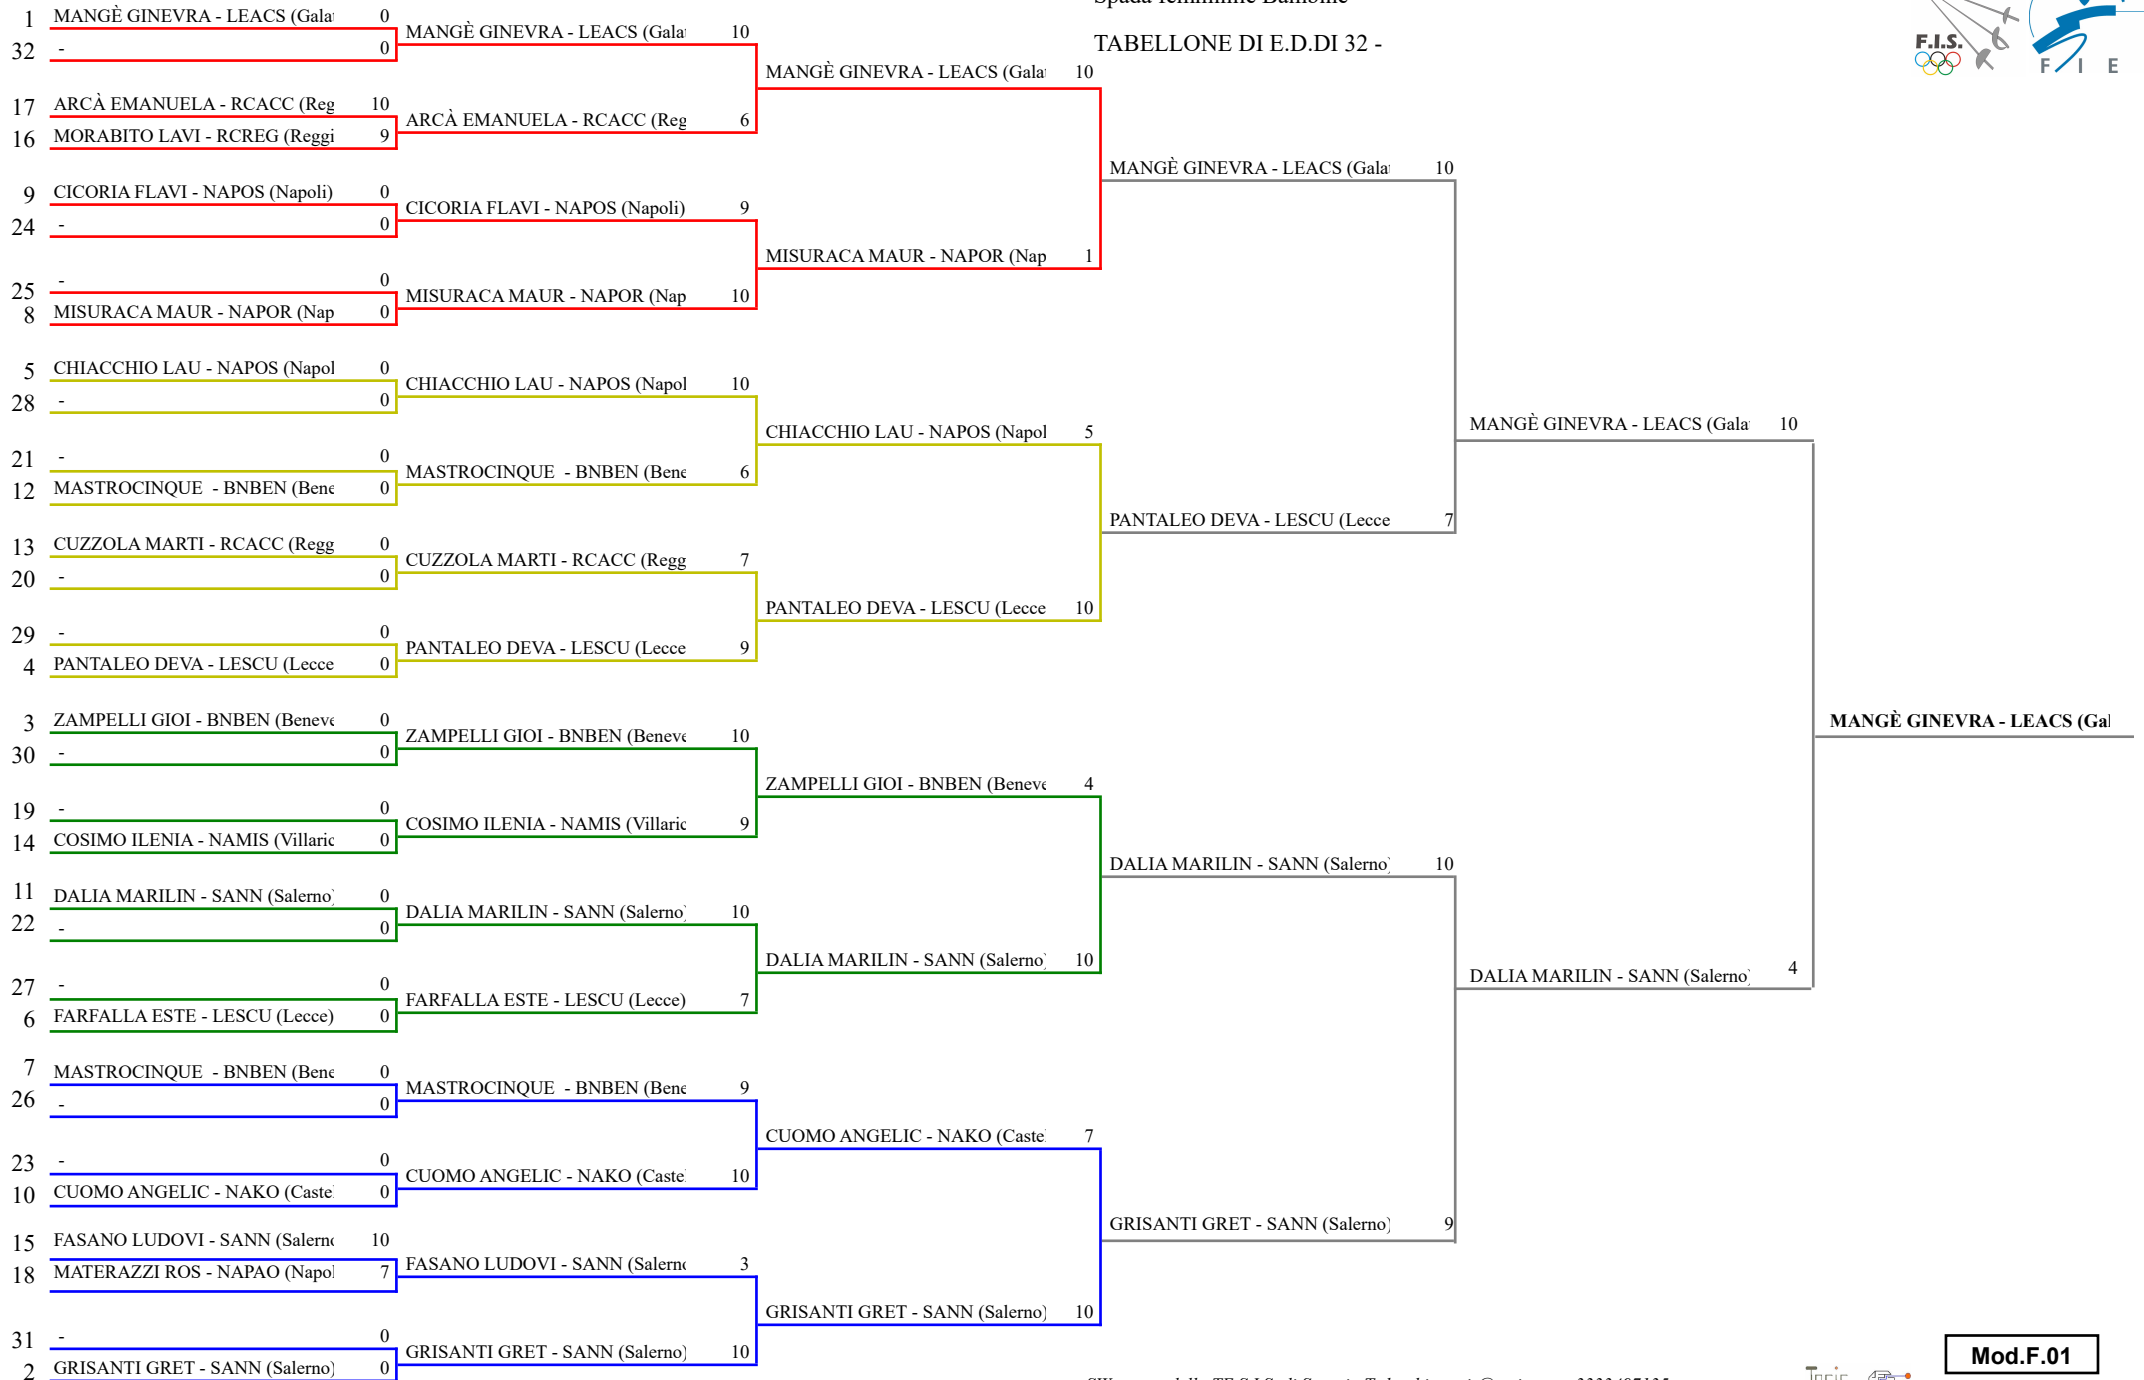 TABELLONE DI E.D.DI 32 -
F.I.S.
F I E
1 MANGÈ GINEVRA - LEACS (Gala 0
32 - 0
17 ARCÀ EMANUELA - RCACC (Reg 10
16 MORABITO LAVI - RCREG (Reggi 9
9 CICORIA FLAVI - NAPOS (Napoli) 0
24 - 0
25 - 0
8 MISURACA MAUR - NAPOR (Nap 0
5 CHIACCHIO LAU - NAPOS (Napol 0
28 - 0
21 - 0
12 MASTROCINQUE - BNBEN (Bene 0
13 CUZZOLA MARTI - RCACC (Regg 0
20 - 0
29 - 0
4 PANTALEO DEVA - LESCU (Lecce 0
3 ZAMPELLI GIOI - BNBEN (Beneve 0
30 - 0
19 - 0
14 COSIMO ILENIA - NAMIS (Villaric 0
11 DALIA MARILIN - SANN (Salerno) 0
22 - 0
27 - 0
6 FARFALLA ESTE - LESCU (Lecce) 0
7 MASTROCINQUE - BNBEN (Bene 0
26 - 0
23 - 0
10 CUOMO ANGELIC - NAKO (Caste 0
15 FASANO LUDOVI - SANN (Salerno 10
18 MATERAZZI ROS - NAPAO (Napol 7
31 - 0
2 GRISANTI GRET - SANN (Salerno) 0
MANGÈ GINEVRA - LEACS (Gala 10
ARCÀ EMANUELA - RCACC (Reg 6
CICORIA FLAVI - NAPOS (Napoli) 9
MISURACA MAUR - NAPOR (Nap 10
CHIACCHIO LAU - NAPOS (Napol 10
MASTROCINQUE - BNBEN (Bene 6
CUZZOLA MARTI - RCACC (Regg 7
PANTALEO DEVA - LESCU (Lecce 9
ZAMPELLI GIOI - BNBEN (Beneve 10
COSIMO ILENIA - NAMIS (Villaric 9
DALIA MARILIN - SANN (Salerno) 10
FARFALLA ESTE - LESCU (Lecce) 7
MASTROCINQUE - BNBEN (Bene 9
CUOMO ANGELIC - NAKO (Caste 10
FASANO LUDOVI - SANN (Salerno 3
GRISANTI GRET - SANN (Salerno) 10
MANGÈ GINEVRA - LEACS (Gala 10
MISURACA MAUR - NAPOR (Nap 1
CHIACCHIO LAU - NAPOS (Napol 5
PANTALEO DEVA - LESCU (Lecce 10
ZAMPELLI GIOI - BNBEN (Beneve 4
DALIA MARILIN - SANN (Salerno) 10
CUOMO ANGELIC - NAKO (Caste 7
GRISANTI GRET - SANN (Salerno) 10
MANGÈ GINEVRA - LEACS (Gala 10
PANTALEO DEVA - LESCU (Lecce 7
DALIA MARILIN - SANN (Salerno) 10
GRISANTI GRET - SANN (Salerno) 9
MANGÈ GINEVRA - LEACS (Gala 10
DALIA MARILIN - SANN (Salerno) 4
MANGÈ GINEVRA - LEACS (Gal
Mod.F.01